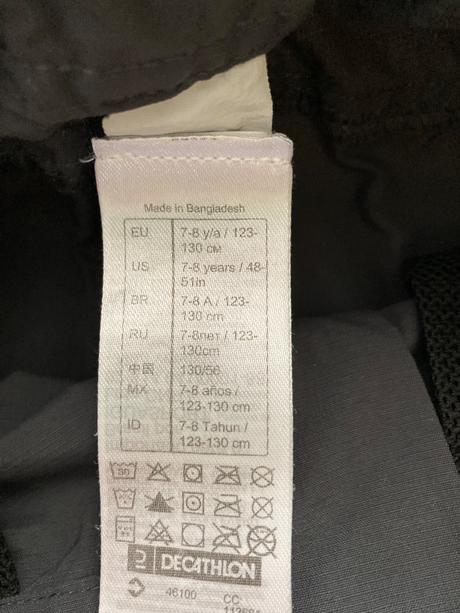 Made in Bangladesh
EU 7-8 y/a / 123-
130 см
US 7-8 years / 48-
51in
BR 7-8 A / 123-
130 cm
RU 7-8лет / 123-
130cm
中国 130/56
MX 7-8 años /
123-130 cm
ID 7-8 Tahun /
123-130 cm
DECATHLON
46100 CC-